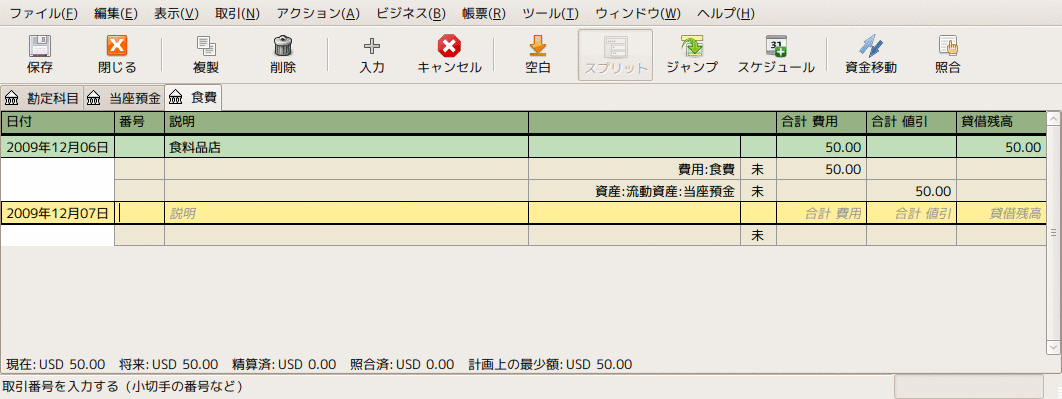 ファイル(F) 編集(E) 表示(V) 取引(N) アクション(A) ビジネス(B) 帳票(R) ツール(T) ウィンドウ(W) ヘルプ(H)
保存 閉じる 複製 削除 入力 キャンセル 空白 スプリット ジャンプ スケジュール 資金移動 照合
勘定科目 当座預金 食費
日付 番号 説明 合計 費用 合計 値引 貸借残高
2009年12月06日 食料品店 50.00 50.00
費用:食費 未 50.00
資産:流動資産:当座預金 未 50.00
2009年12月07日 説明 合計 費用 合計 値引 貸借残高
未
現在: USD 50.00 将来: USD 50.00 精算済: USD 0.00 照合済: USD 0.00 計画上の最少額: USD 50.00
取引番号を入力する（小切手の番号など）